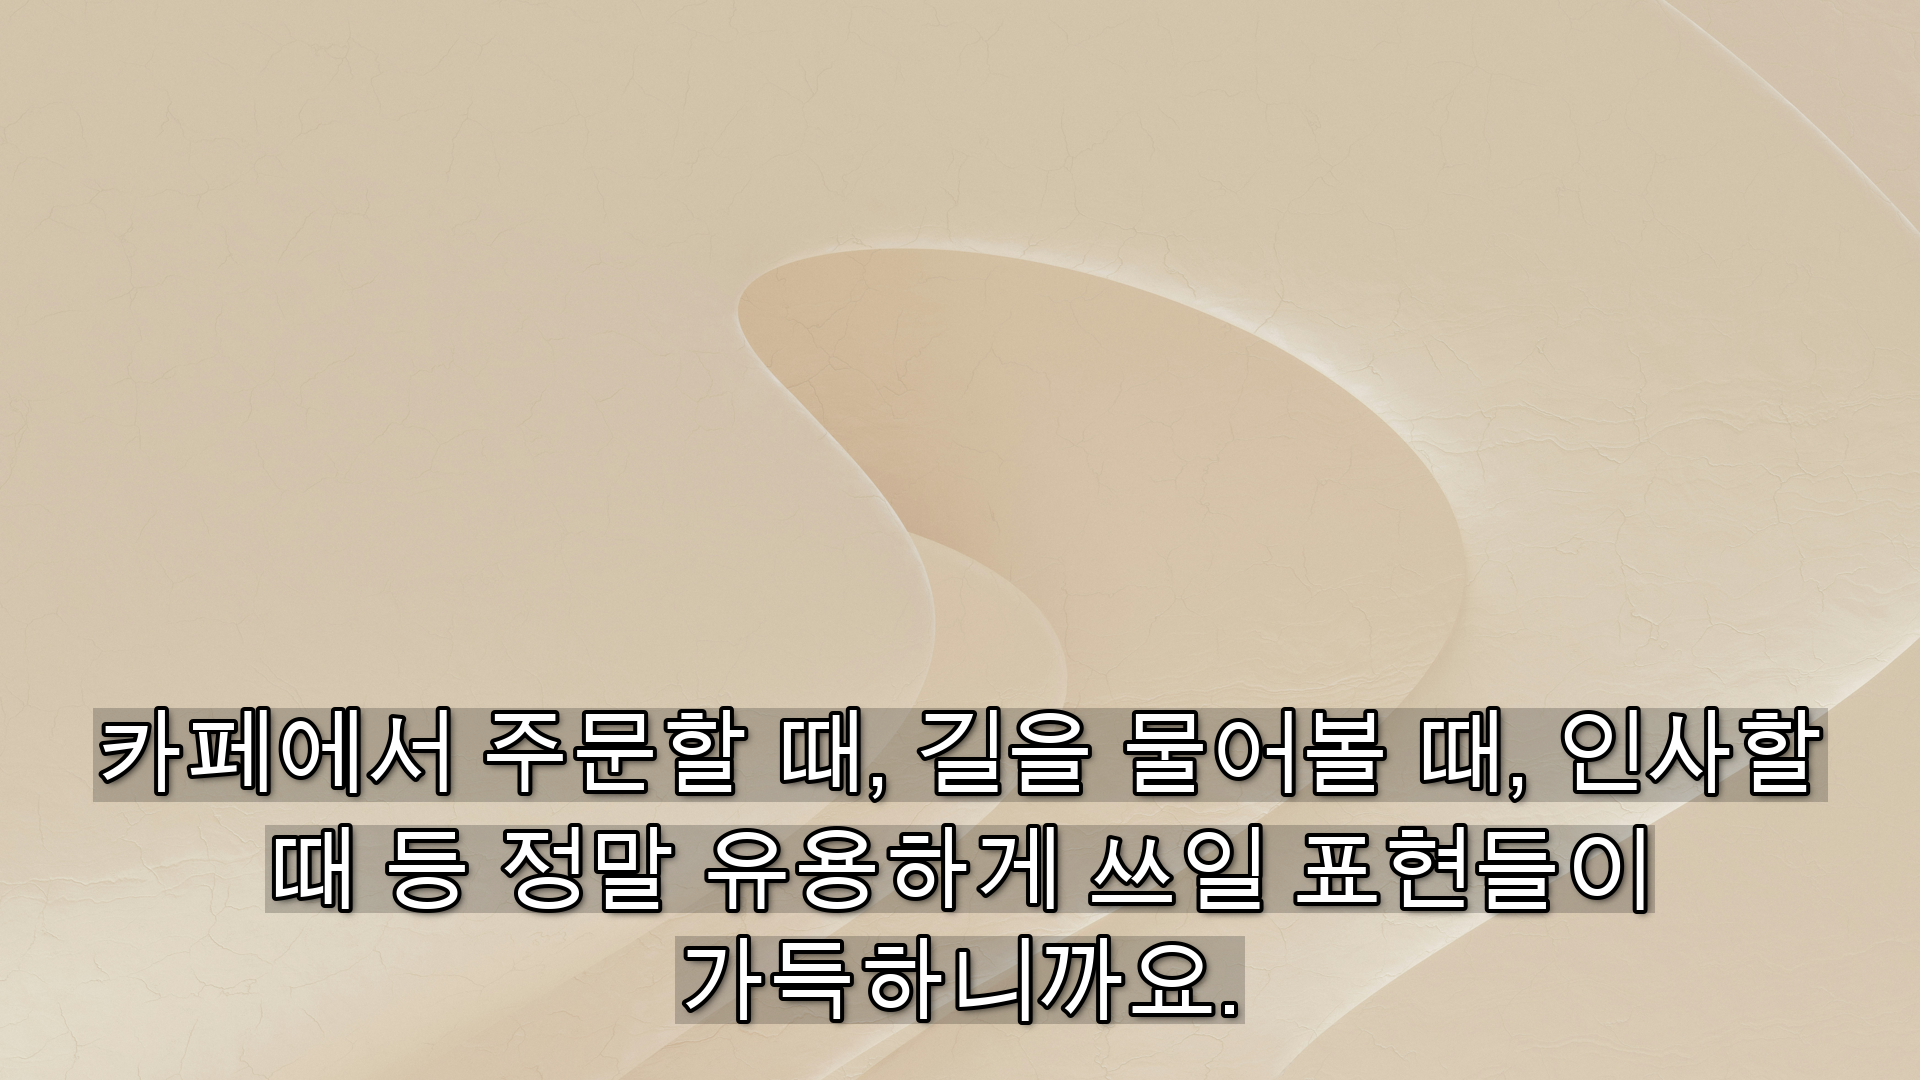 카페에서 주문할 때, 길을 물어볼 때, 인사할
때 등 정말 유용하게 쓰일 표현들이
가득하니까요.